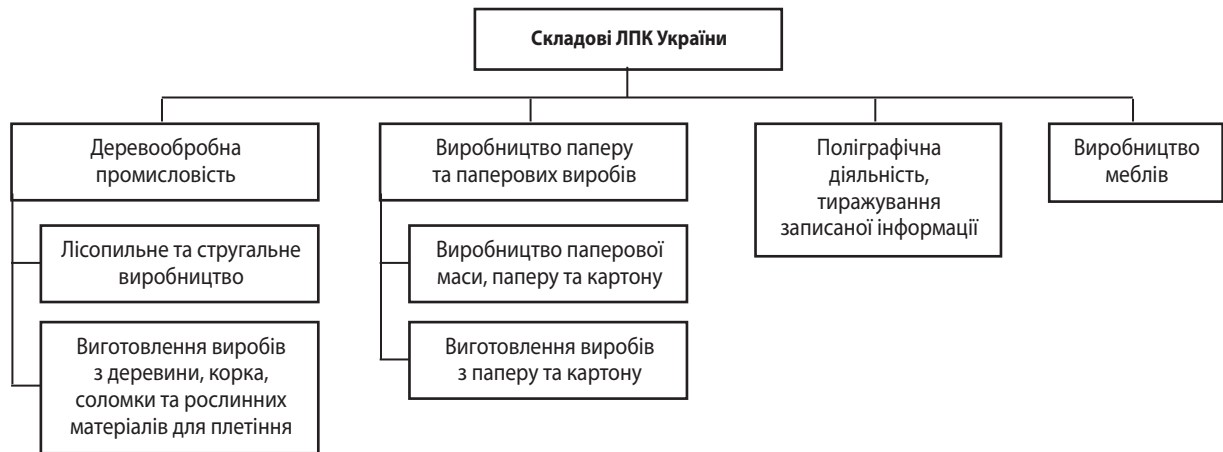 Складові ЛПК України
Деревообробна
промисловість
Виробництво паперу
та паперових виробів
Поліграфічна
діяльність,
тиражування
записаної інформації
Виробництво
меблів
Лісопильне та стругальне
виробництво
Виробництво паперової
маси, паперу та картону
Виготовлення виробів
з деревини, корка,
соломки та рослинних
матеріалів для плетіння
Виготовлення виробів
з паперу та картону